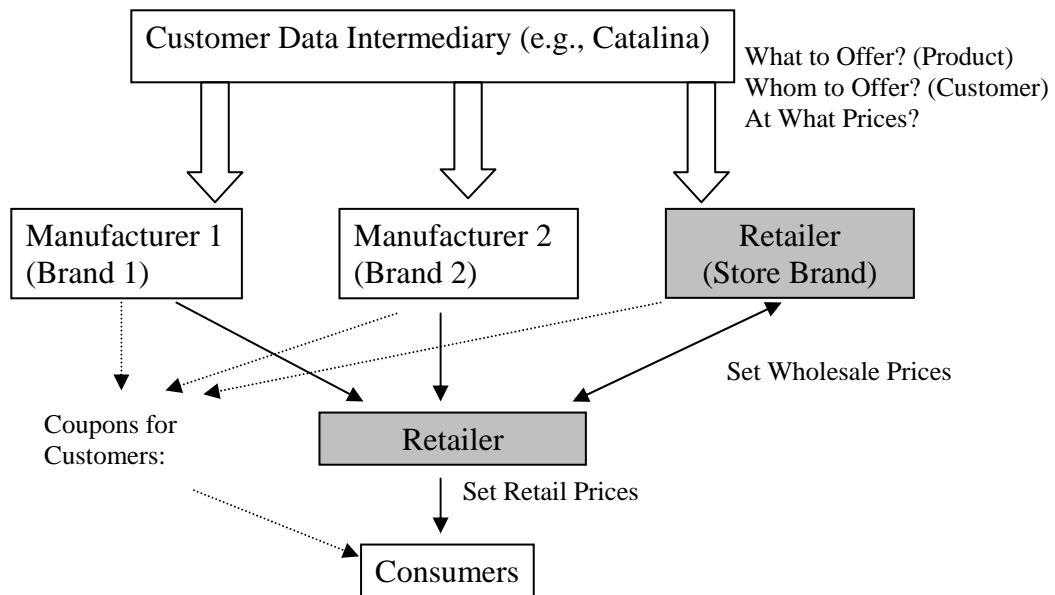 Customer Data Intermediary (e.g., Catalina)
What to Offer? (Product)
Whom to Offer? (Customer)
At What Prices?
Manufacturer 1
(Brand 1)
Manufacturer 2
(Brand 2)
Retailer
(Store Brand)
Set Wholesale Prices
Coupons for
Customers:
Retailer
Set Retail Prices
Consumers